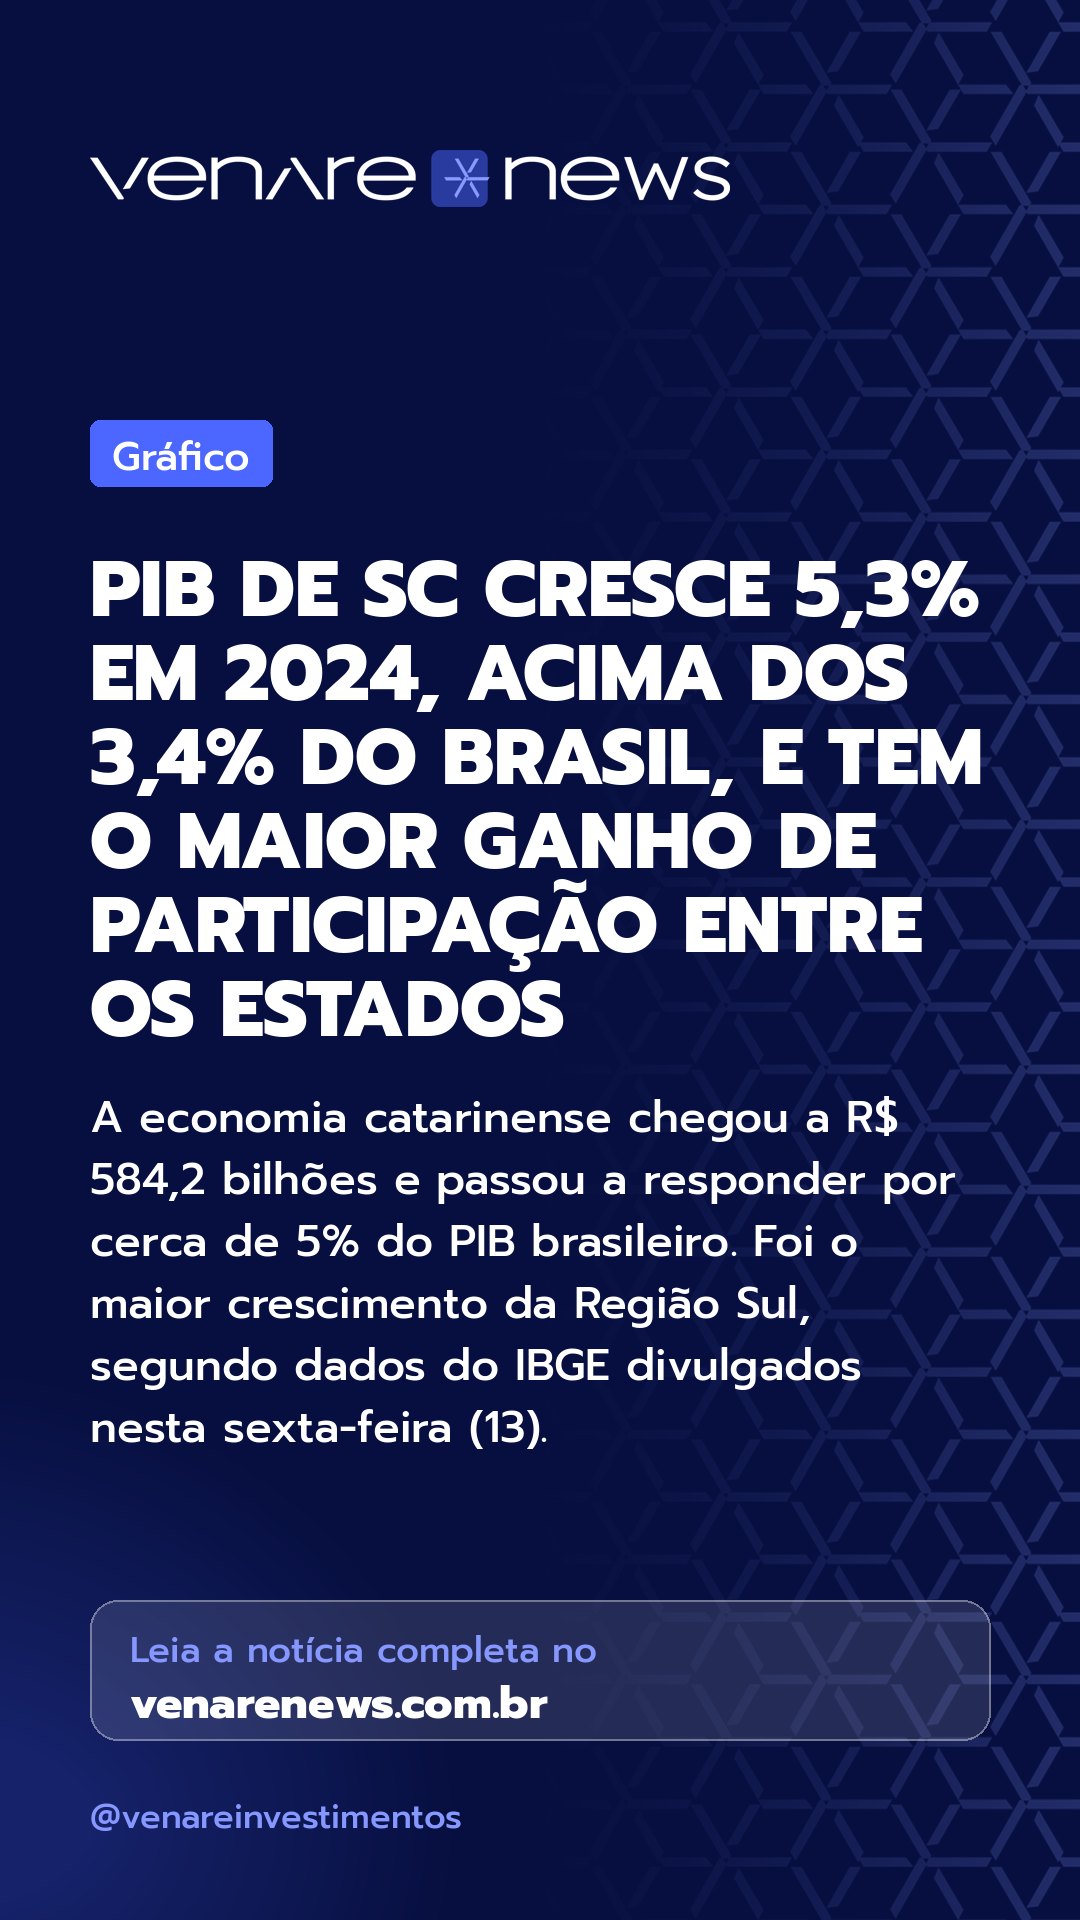 venare news
Gráfico
PIB DE SC CRESCE 5,3%
EM 2024, ACIMA DOS
3,4% DO BRASIL, E TEM
O MAIOR GANHO DE
PARTICIPAÇÃO ENTRE
OS ESTADOS
A economia catarinense chegou a R$
584,2 bilhões e passou a responder por
cerca de 5% do PIB brasileiro. Foi o
maior crescimento da Região Sul,
segundo dados do IBGE divulgados
nesta sexta-feira (13).
Leia a notícia completa no
venarenews.com.br
@venareinvestimentos